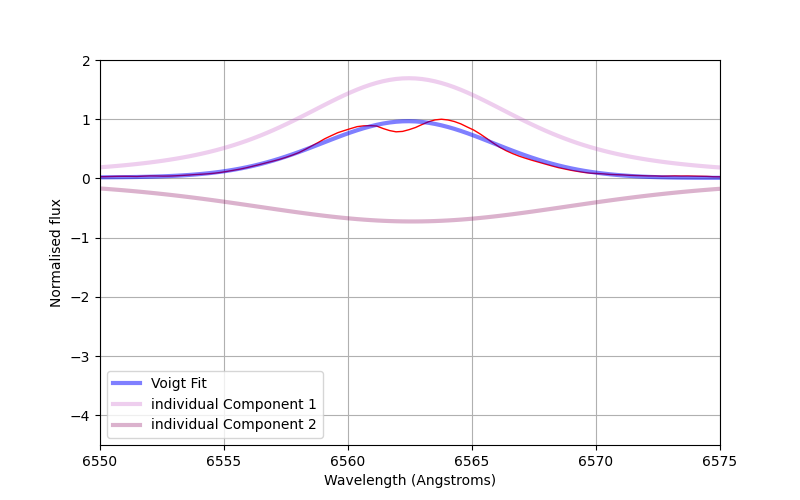 2
1
0
−1
−2
−3
−4
Normalised flux
Voigt Fit
individual Component 1
individual Component 2
6550 6555 6560 6565 6570 6575
Wavelength (Angstroms)